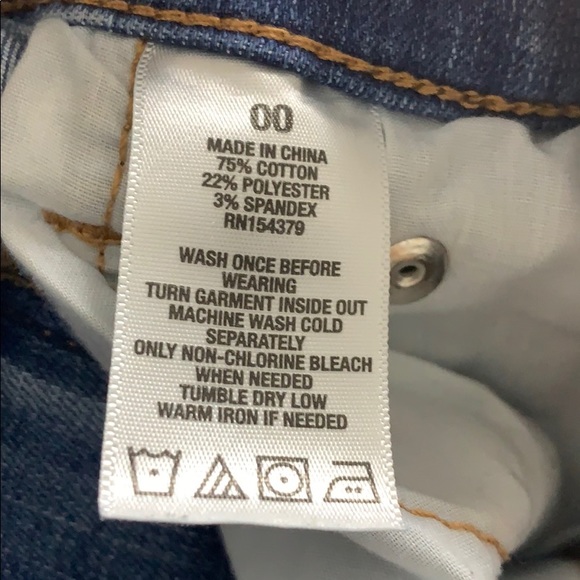 00
MADE IN CHINA
75% COTTON
22% POLYESTER
3% SPANDEX
RN154379
WASH ONCE BEFORE
WEARING
TURN GARMENT INSIDE OUT
MACHINE WASH COLD
SEPARATELY
ONLY NON-CHLORINE BLEACH
WHEN NEEDED
TUMBLE DRY LOW
WARM IRON IF NEEDED